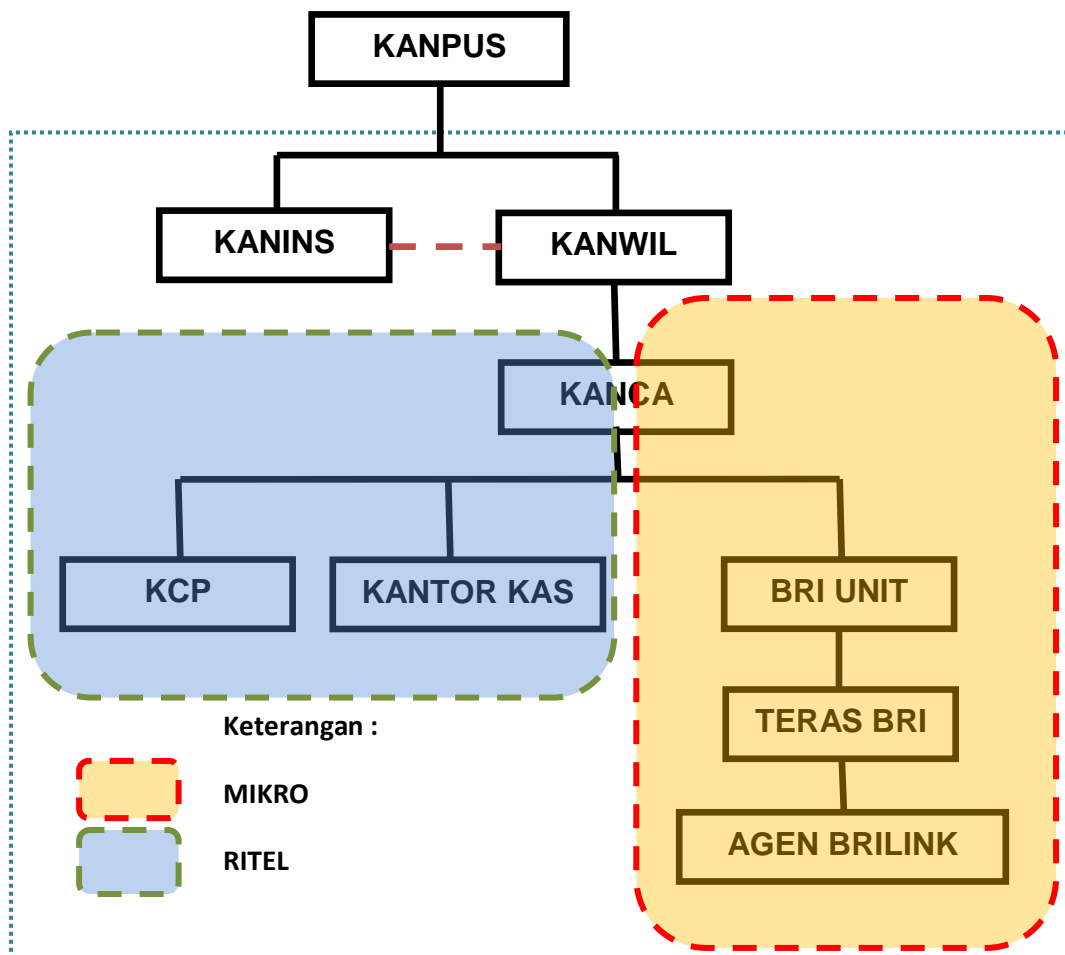 KANPUS
KANINS
KANWIL
KANCA
KCP
KANTOR KAS
BRI UNIT
TERAS BRI
AGEN BRILINK
Keterangan :
MIKRO
RITEL